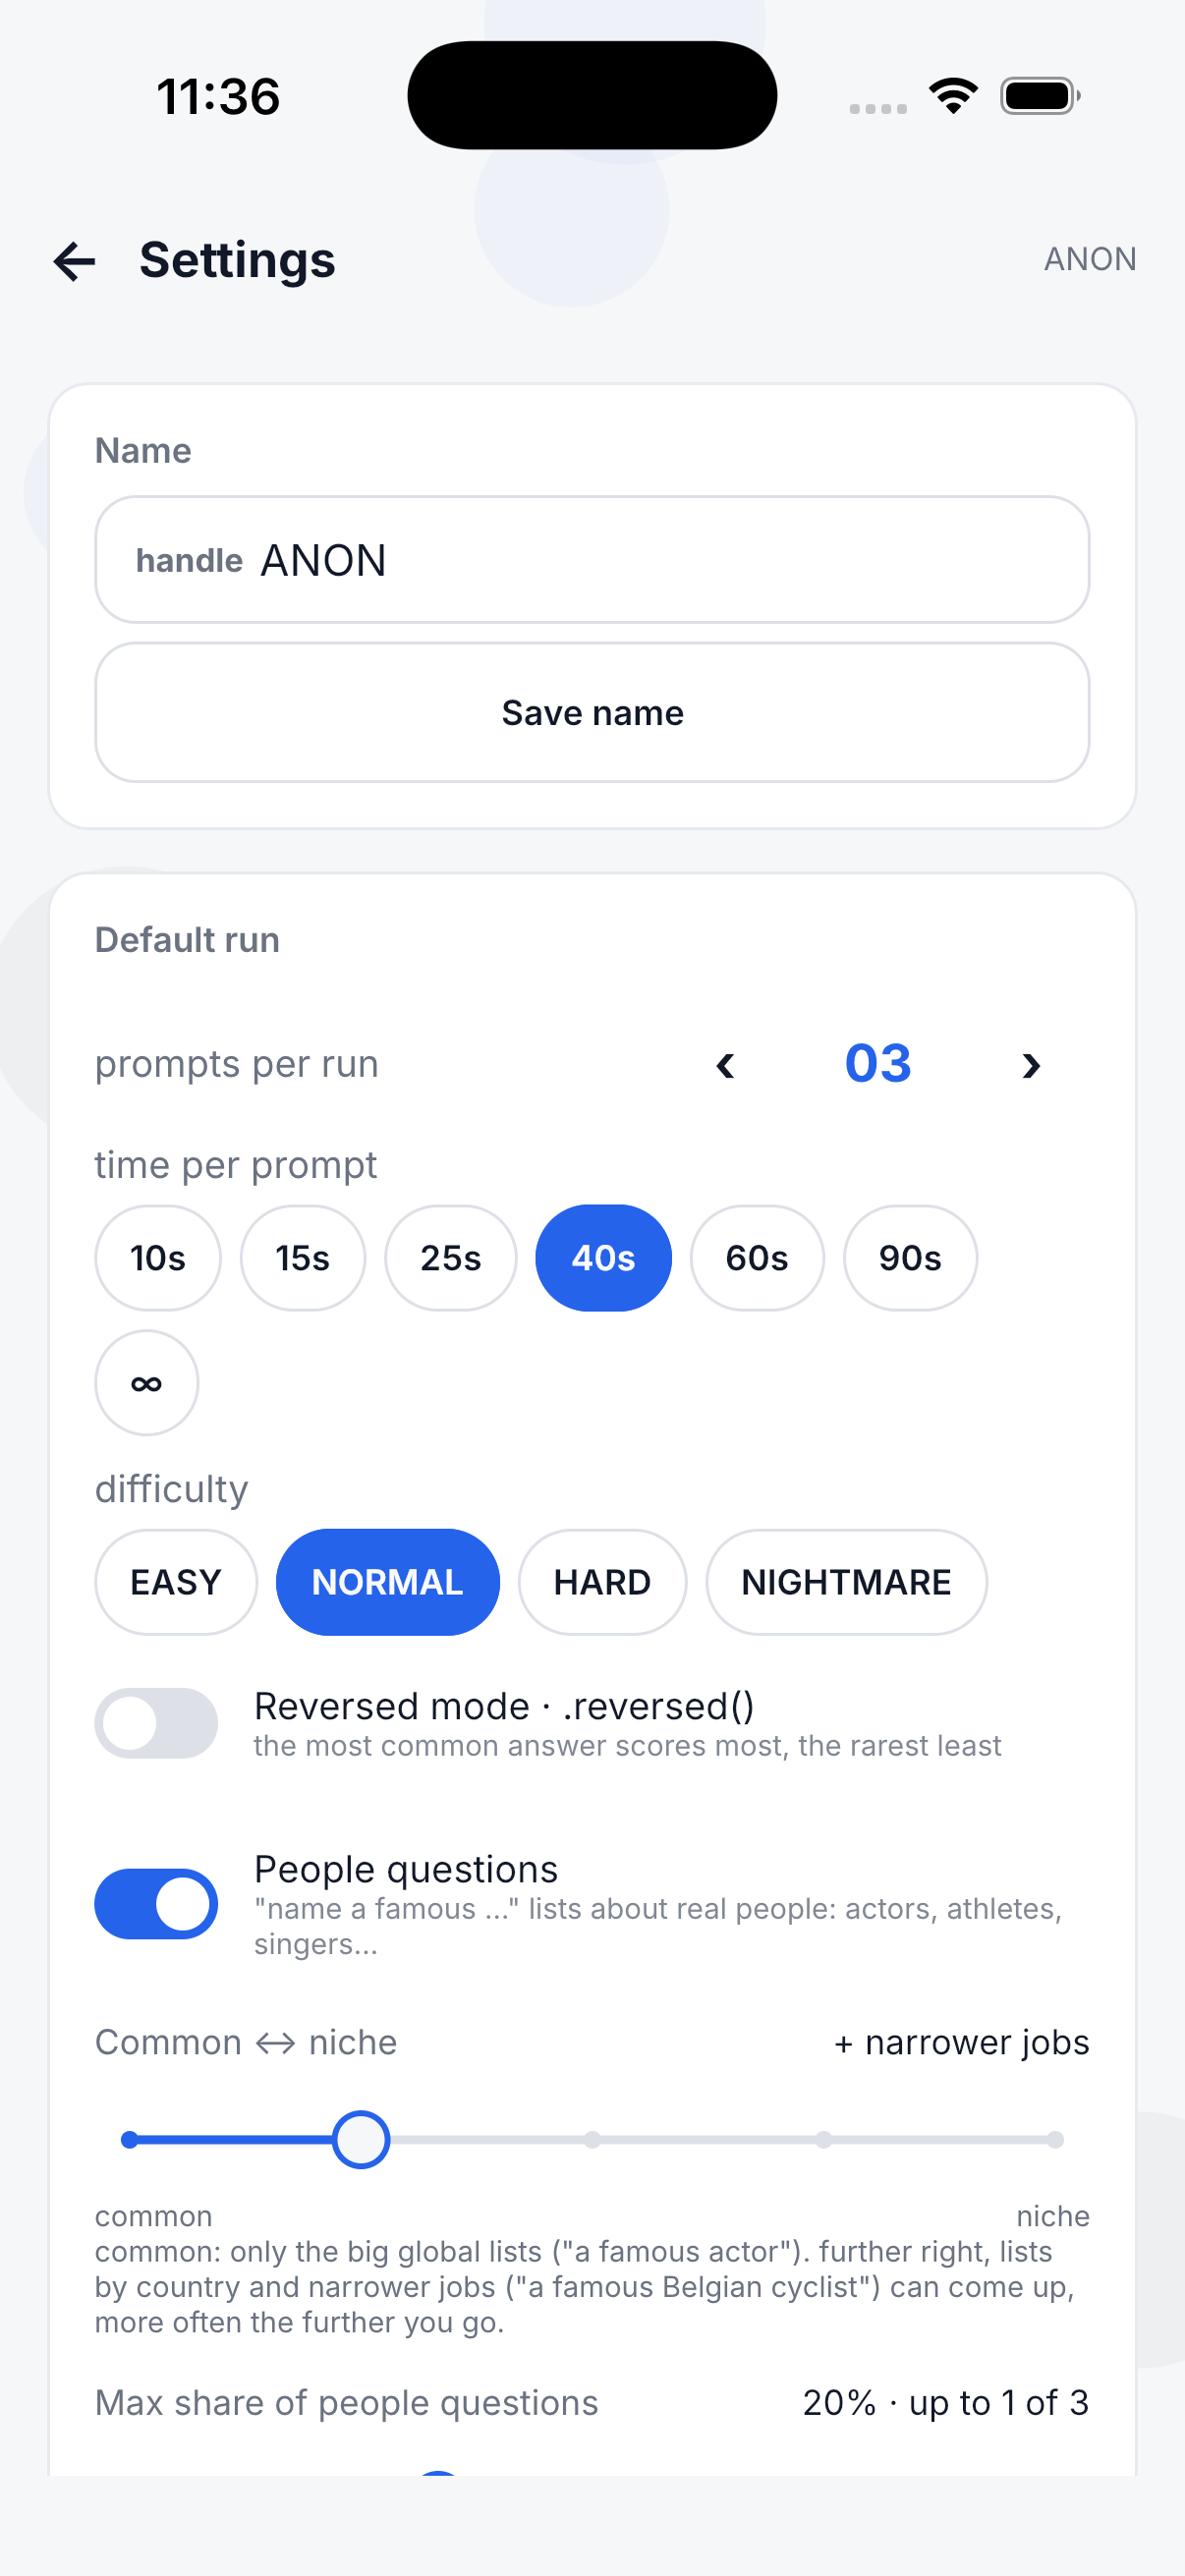 11:36
Settings
ANON
Name
handle ANON
Save name
Default run
prompts per run ‹ 03 ›
time per prompt
10s 15s 25s 40s 60s 90s
∞
difficulty
EASY NORMAL HARD NIGHTMARE
Reversed mode · .reversed()
the most common answer scores most, the rarest least
People questions
"name a famous ..." lists about real people: actors, athletes,
singers...
Common ↔ niche + narrower jobs
common niche
common: only the big global lists ("a famous actor"). further right, lists
by country and narrower jobs ("a famous Belgian cyclist") can come up,
more often the further you go.
Max share of people questions 20% · up to 1 of 3